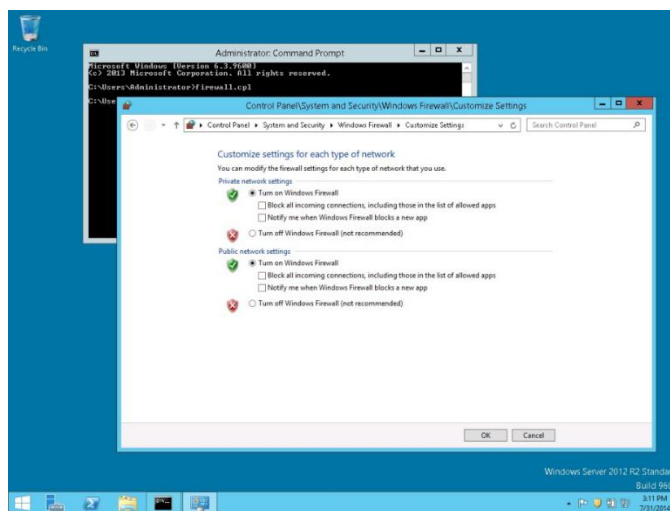 Recycle Bin
Administrator: Command Prompt
Microsoft Windows [Version 6.3.9600]
(c) 2013 Microsoft Corporation. All rights reserved.
C:\Users\Administrator>firewall.cpl
C:\Use
Control Panel\System and Security\Windows Firewall\Customize Settings
Control Panel ▸ System and Security ▸ Windows Firewall ▸ Customize Settings
Search Control Panel
Customize settings for each type of network
You can modify the firewall settings for each type of network that you use.
Private network settings
Turn on Windows Firewall
Block all incoming connections, including those in the list of allowed apps
Notify me when Windows Firewall blocks a new app
Turn off Windows Firewall (not recommended)
Public network settings
Turn on Windows Firewall
Block all incoming connections, including those in the list of allowed apps
Notify me when Windows Firewall blocks a new app
Turn off Windows Firewall (not recommended)
OK Cancel
Windows Server 2012 R2 Standa
Build 960
3:11 PM